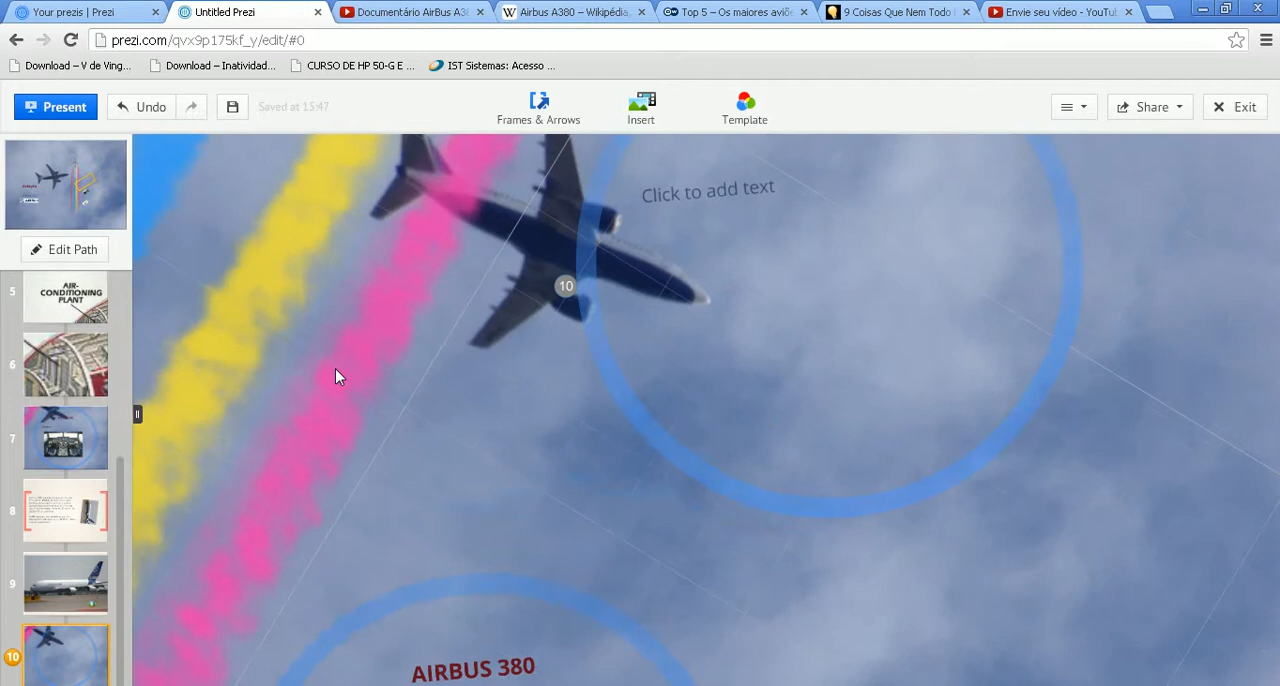 Your prezis | Prezi
Untitled Prezi
Documentário AirBus A38
Airbus A380 – Wikipédia,
Top 5 – Os maiores aviõe
9 Coisas Que Nem Todo
Envie seu vídeo - YouTu
prezi.com/qvx9p175kf_y/edit/#0
Download – V de Ving...
Download – Inatividad...
CURSO DE HP 50-G E ...
IST Sistemas: Acesso ...
Present
Undo
Saved at 15:47
Frames & Arrows
Insert
Template
Share
Exit
Edit Path
5
AIR-
CONDITIONING
PLANT
6
7
8
9
10
Click to add text
10
AIRBUS 380